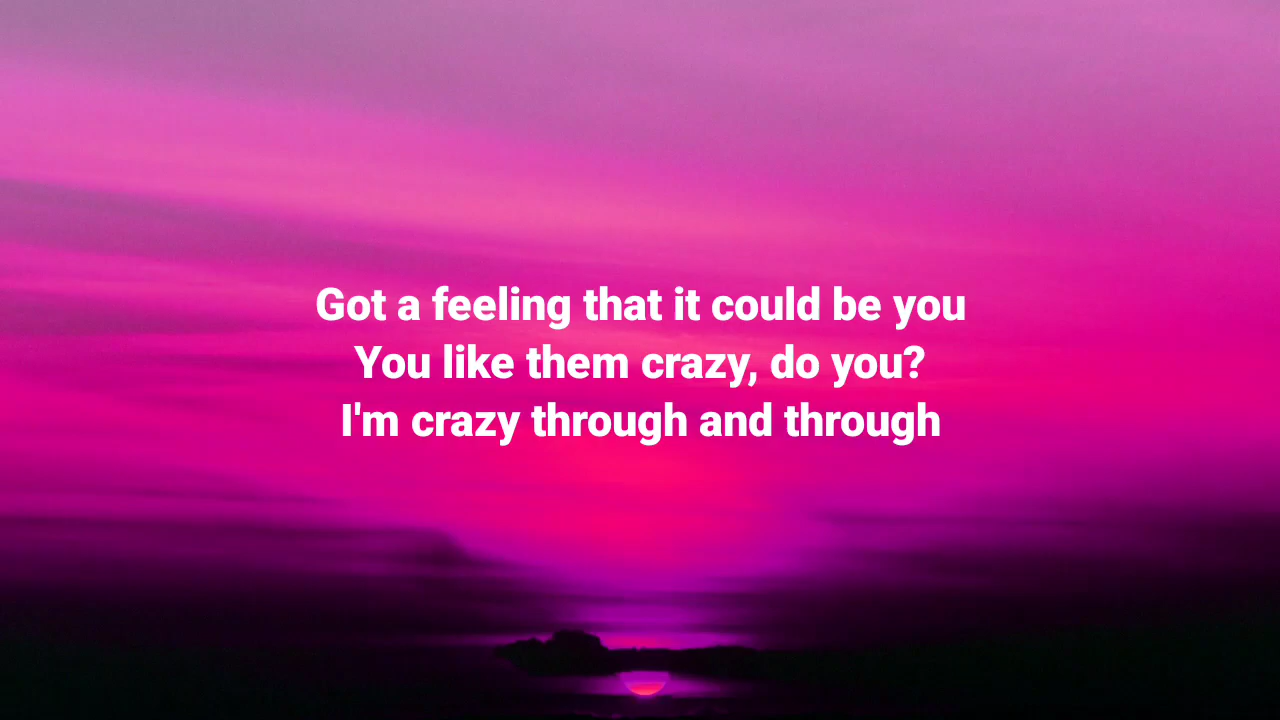 Got a feeling that it could be you
You like them crazy, do you?
I'm crazy through and through